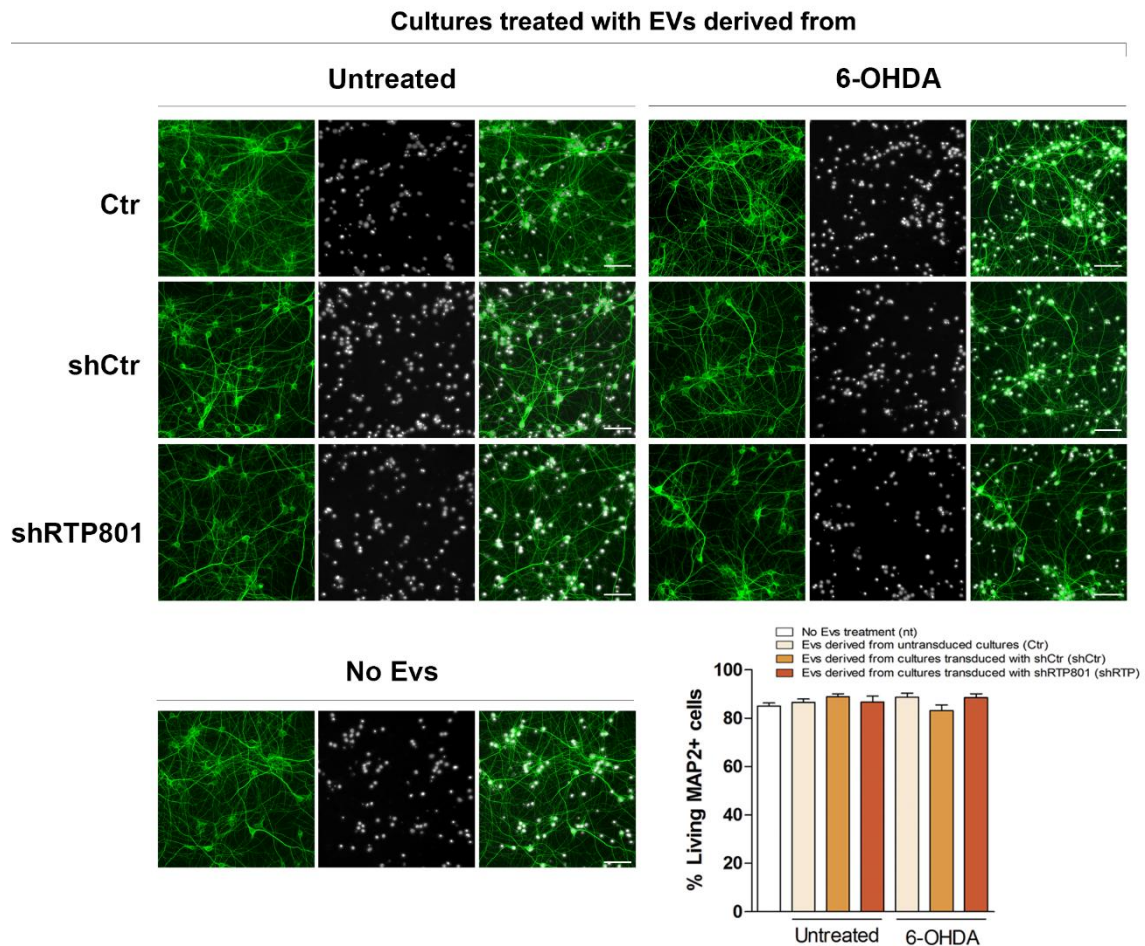 Cultures treated with EVs derived from
Untreated
6-OHDA
Ctr
shCtr
shRTP801
No Evs
No Evs treatment (nt)
Evs derived from untransduced cultures (Ctr)
Evs derived from cultures transduced with shCtr (shCtr)
Evs derived from cultures transduced with shRTP801 (shRTP)
% Living MAP2+ cells
100
80
60
40
20
0
Untreated
6-OHDA